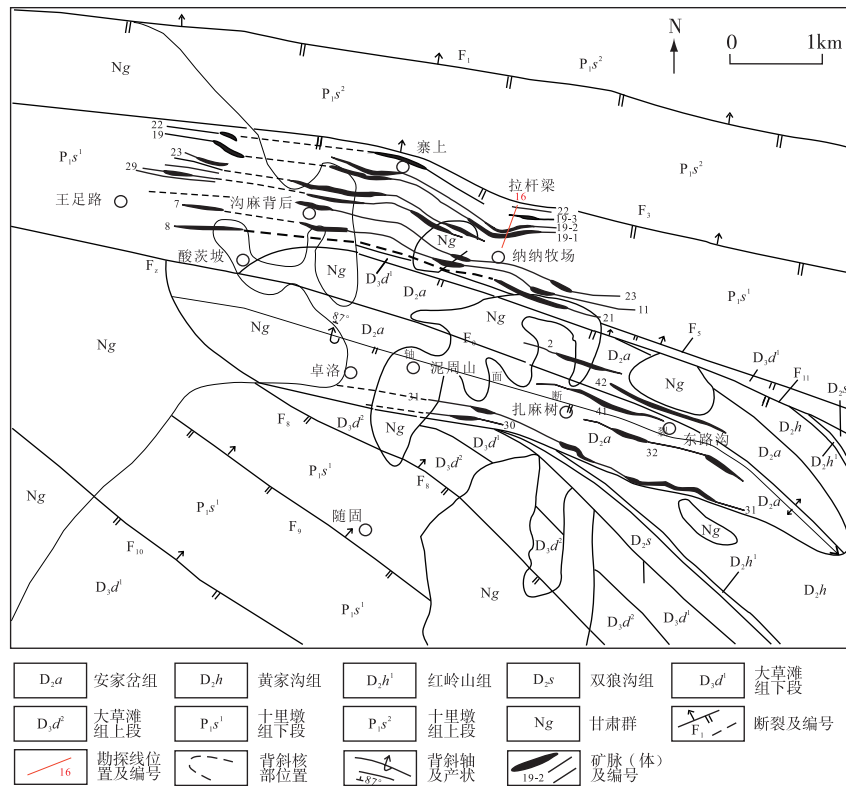 N
0 1km
Ng
F₁
P₁s²
P₁s²
P₁s²
22
19
寨上
P₁s¹
23
29
拉杆梁
16
22
19-3
19-2
19-1
F₃
王足路
沟麻背后
7
8
Ng
纳纳牧场
酸茨坡
F₂
D₃d¹
D₂a
Ng
23
11
21
P₁s¹
Ng
87°
D₂a
Ng
F₆
2
D₂a
F₅
D₃d¹
Ng
轴
泥周山
面
42
Ng
F₁₁
D₂s
卓洛
31
断
扎麻树
41
裂
东路沟
D₂h
F₈
D₃d²
Ng
30
D₂a
32
D₂a
D₂h¹
D₃d¹
D₃d²
P₁s¹
F₈
D₂a
Ng
P₁s¹
F₉
随固
31
Ng
F₁₀
D₃d²
D₂s
D₂h¹
D₂h
D₃d¹
Ng
P₁s¹
D₃d²
D₃d¹
D₂a 安家岔组 D₂h 黄家沟组 D₂h¹ 红岭山组 D₂s 双狼沟组 D₃d¹ 大草滩
组下段
D₃d² 大草滩
组上段 P₁s¹ 十里墩
组下段 P₁s² 十里墩
组上段 Ng 甘肃群 F₁ 断裂及编号
16 勘探线位
置及编号 背斜核
部位置 87° 背斜轴
及产状 19-2 矿脉（体）
及编号